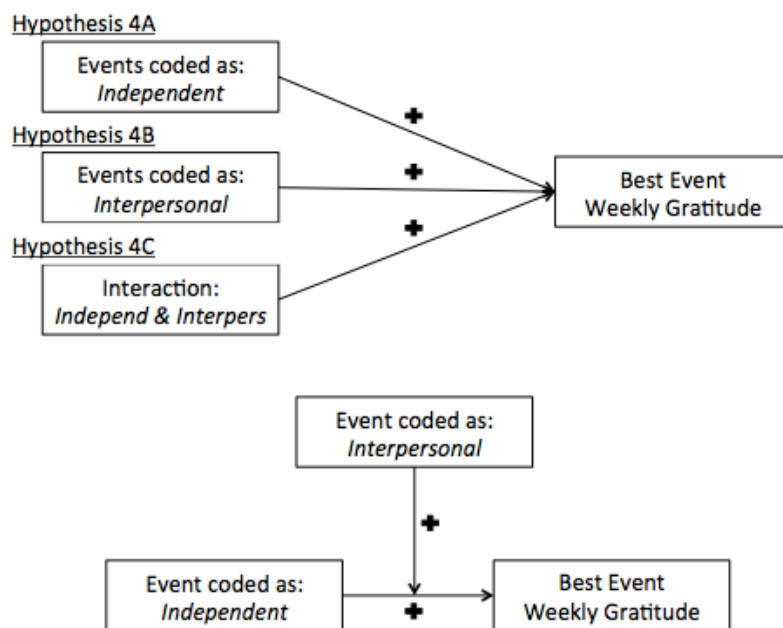 Hypothesis 4A
Events coded as:
Independent
Hypothesis 4B
Events coded as:
Interpersonal
Best Event
Weekly Gratitude
Hypothesis 4C
Interaction:
Independ & Interpers
Event coded as:
Interpersonal
Event coded as:
Independent
Best Event
Weekly Gratitude